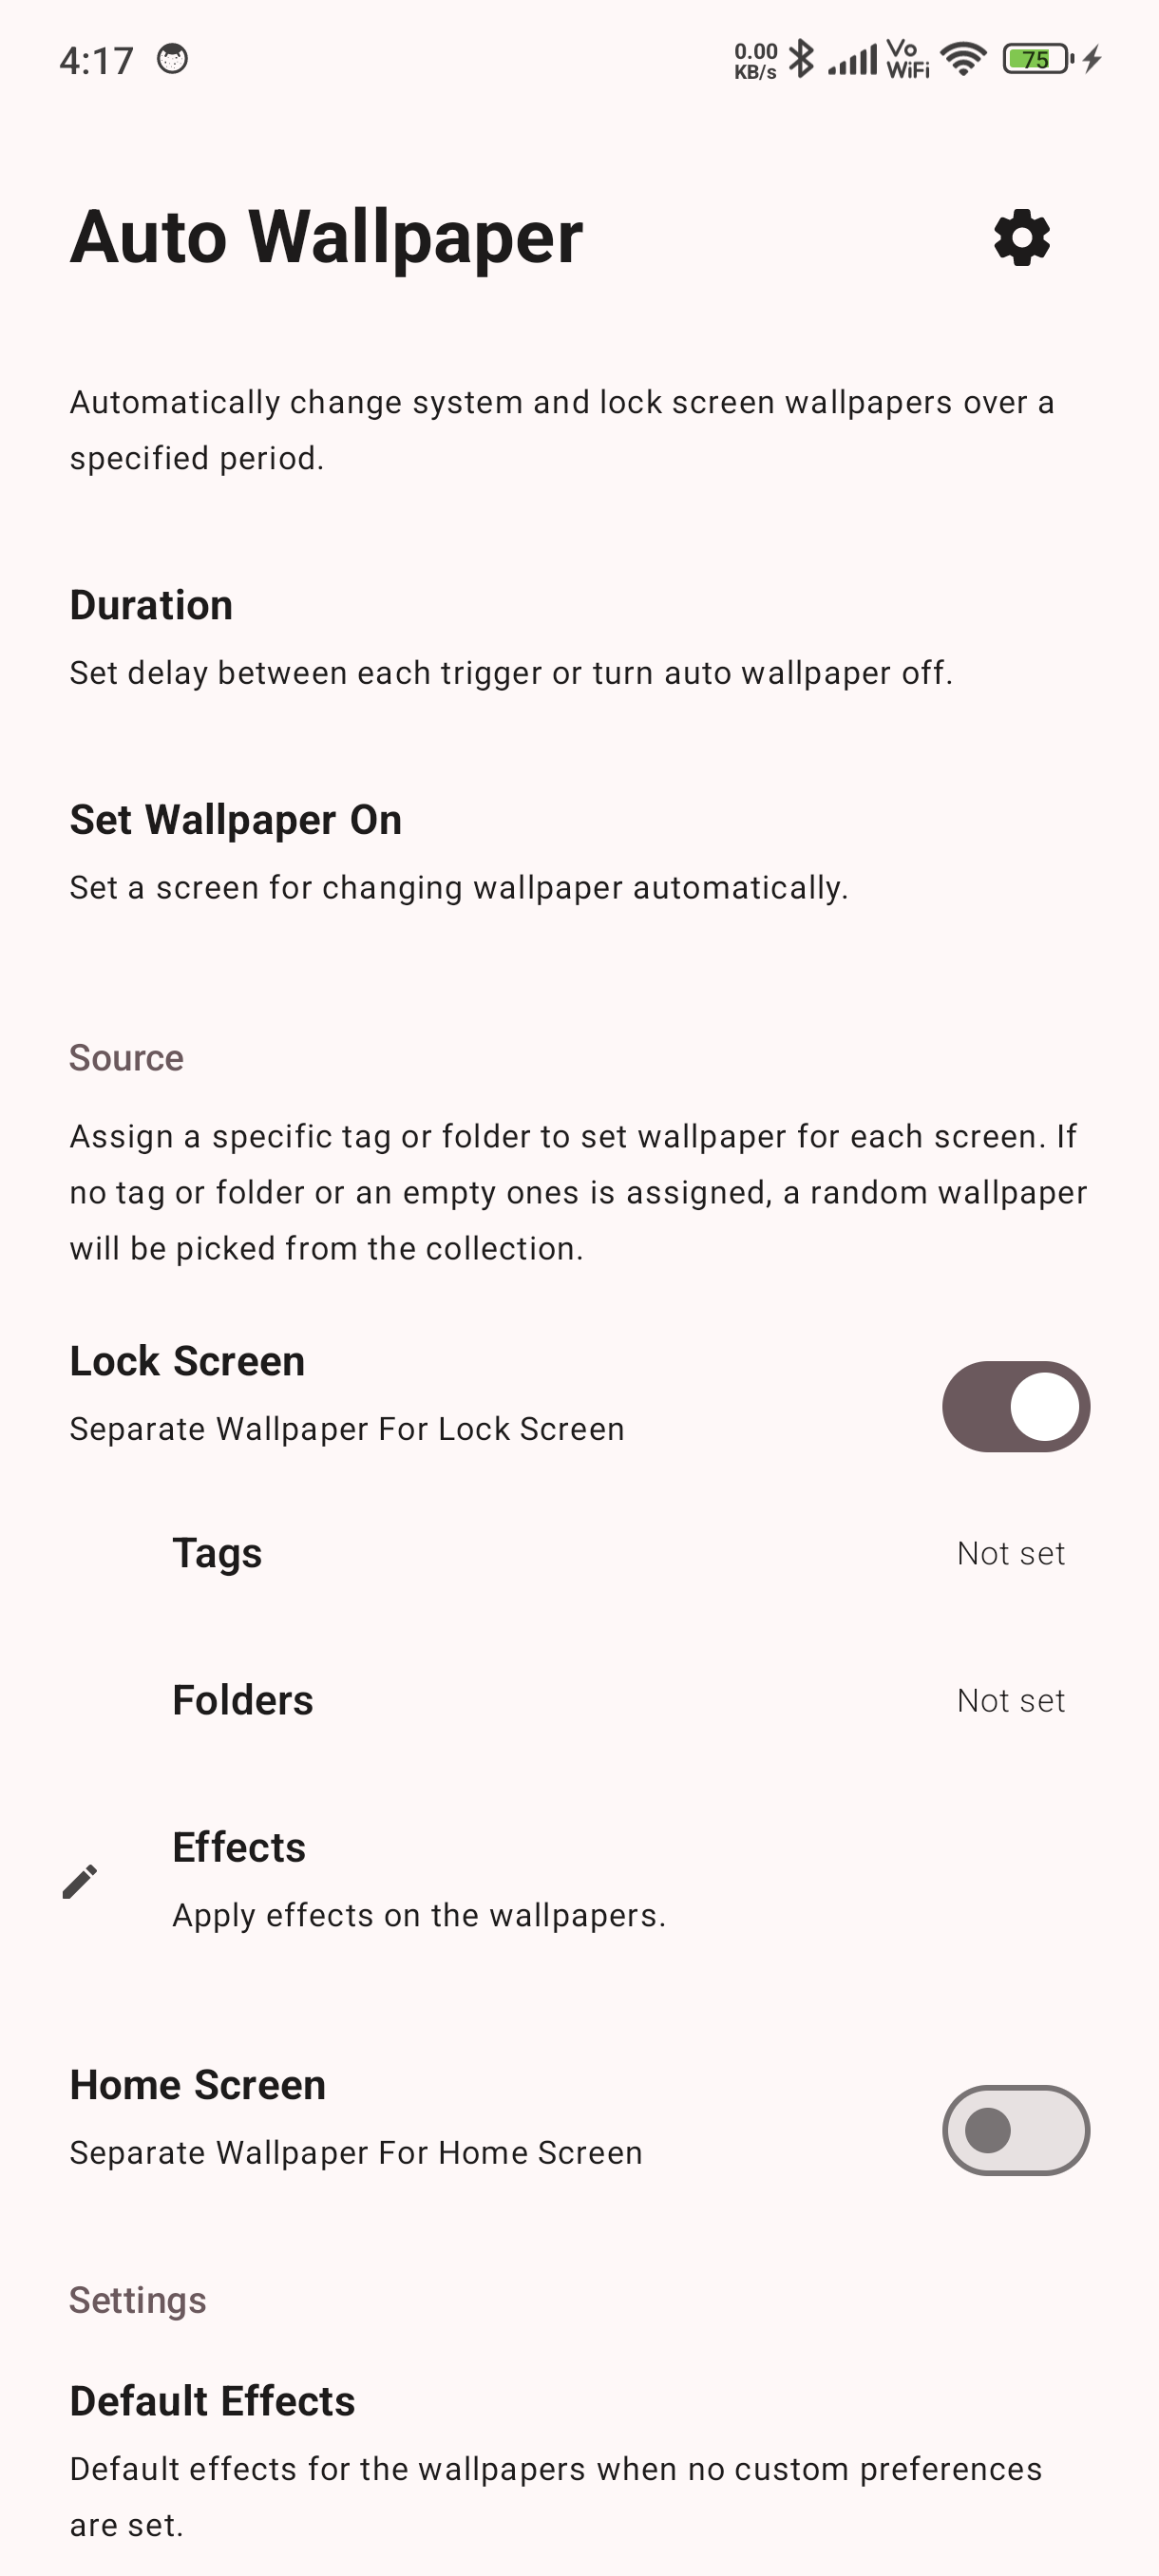 4:17
0.00
KB/s
Vo
WiFi
75
Auto Wallpaper
Automatically change system and lock screen wallpapers over a
specified period.
Duration
Set delay between each trigger or turn auto wallpaper off.
Set Wallpaper On
Set a screen for changing wallpaper automatically.
Source
Assign a specific tag or folder to set wallpaper for each screen. If
no tag or folder or an empty ones is assigned, a random wallpaper
will be picked from the collection.
Lock Screen
Separate Wallpaper For Lock Screen
Tags
Not set
Folders
Not set
Effects
Apply effects on the wallpapers.
Home Screen
Separate Wallpaper For Home Screen
Settings
Default Effects
Default effects for the wallpapers when no custom preferences
are set.